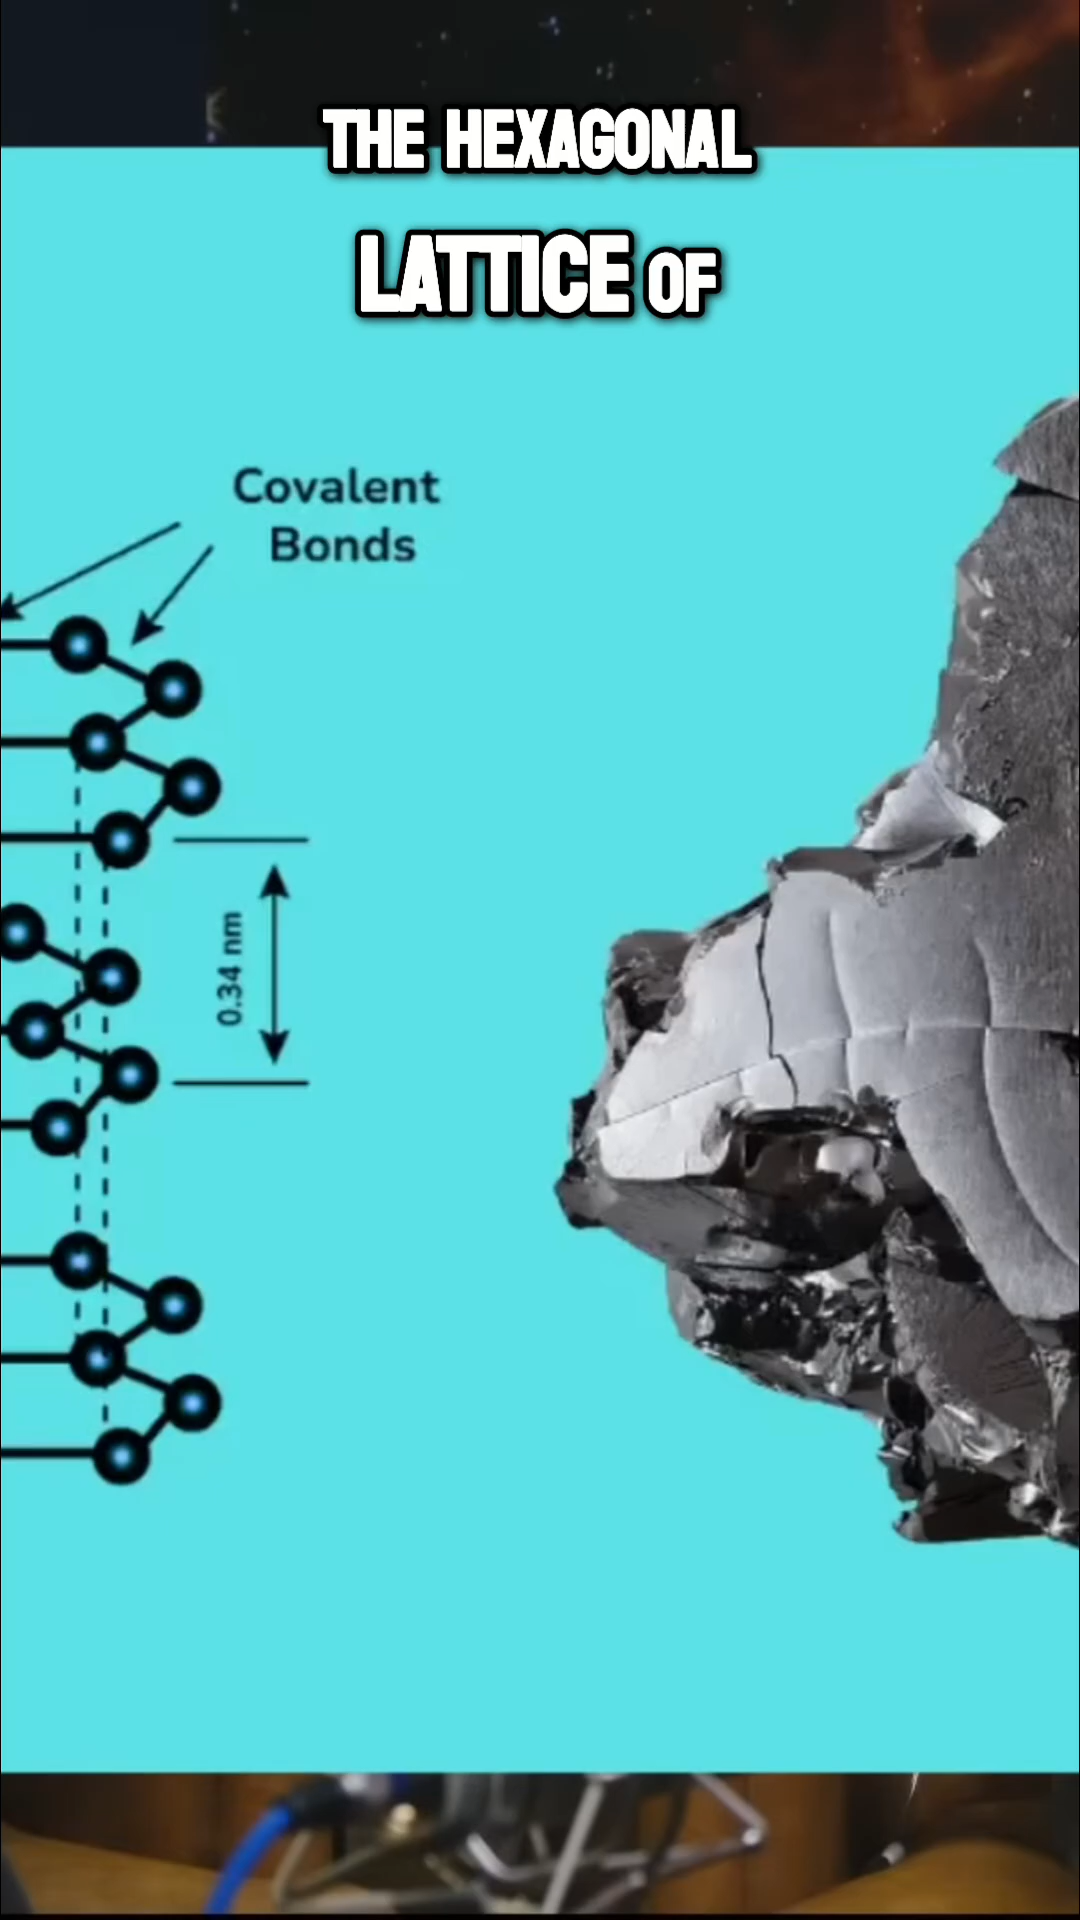 THE HEXAGONAL
LATTICE OF
Covalent
Bonds
0.34 nm